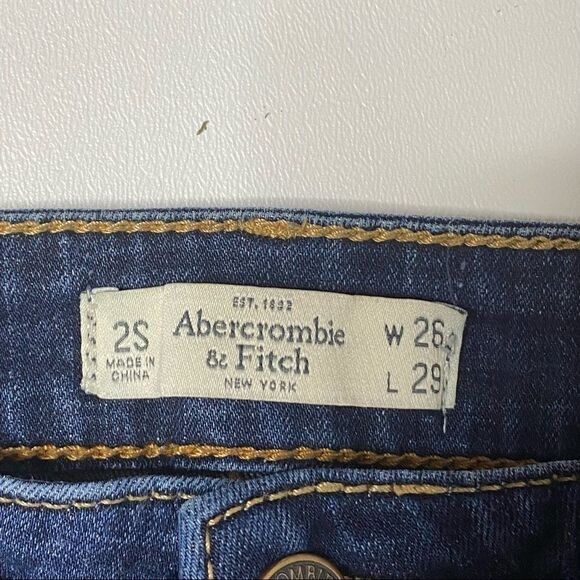 2S
MADE IN
CHINA
EST. 1892
Abercrombie
& Fitch
NEW YORK
W 26
L 29